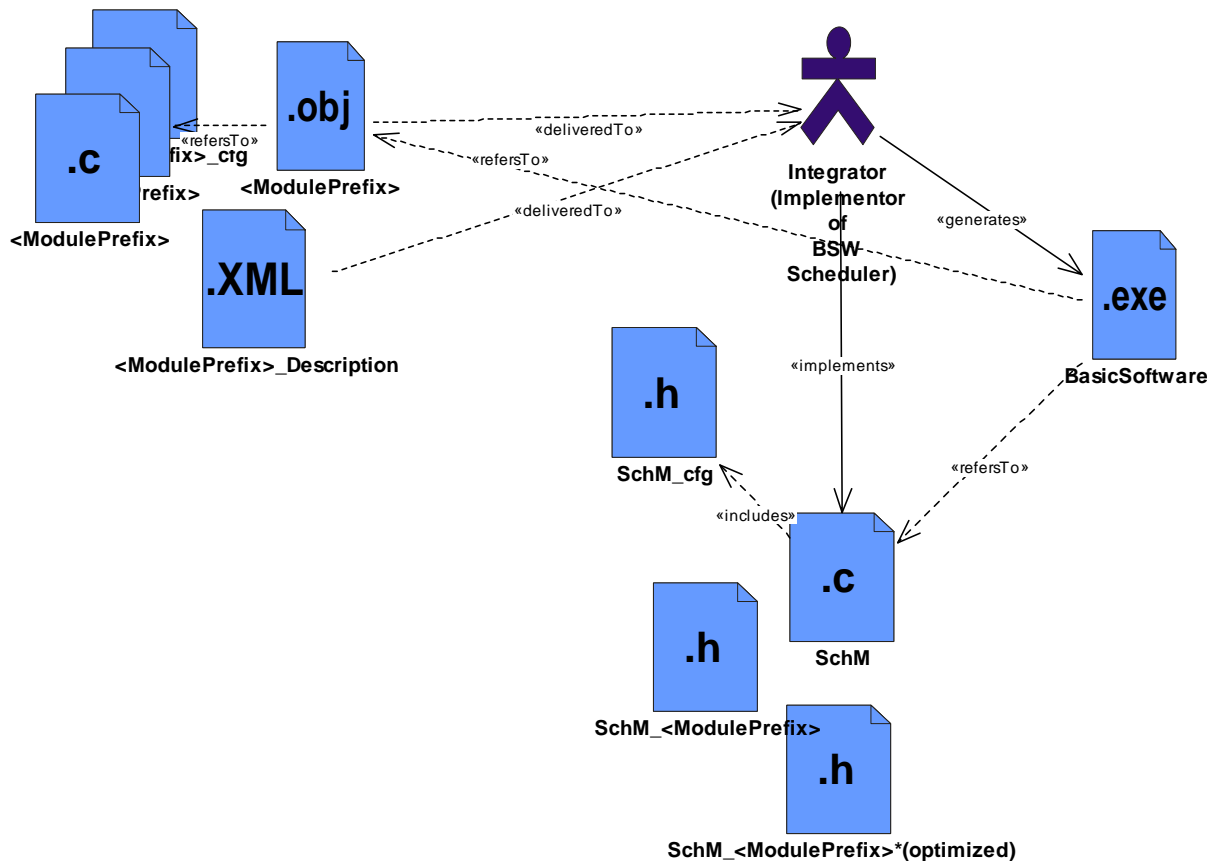 .obj
«deliveredTo»
«refersTo»
fix>_cfg
.c
Prefix>
<ModulePrefix>
<ModulePrefix>
«refersTo»
«deliveredTo»
Integrator
(Implementor
of
BSW
Scheduler)
«generates»
.XML
<ModulePrefix>_Description
.exe
BasicSoftware
.h
SchM_cfg
«implements»
«refersTo»
«includes»
.c
SchM
.h
SchM_<ModulePrefix>
.h
SchM_<ModulePrefix>*(optimized)